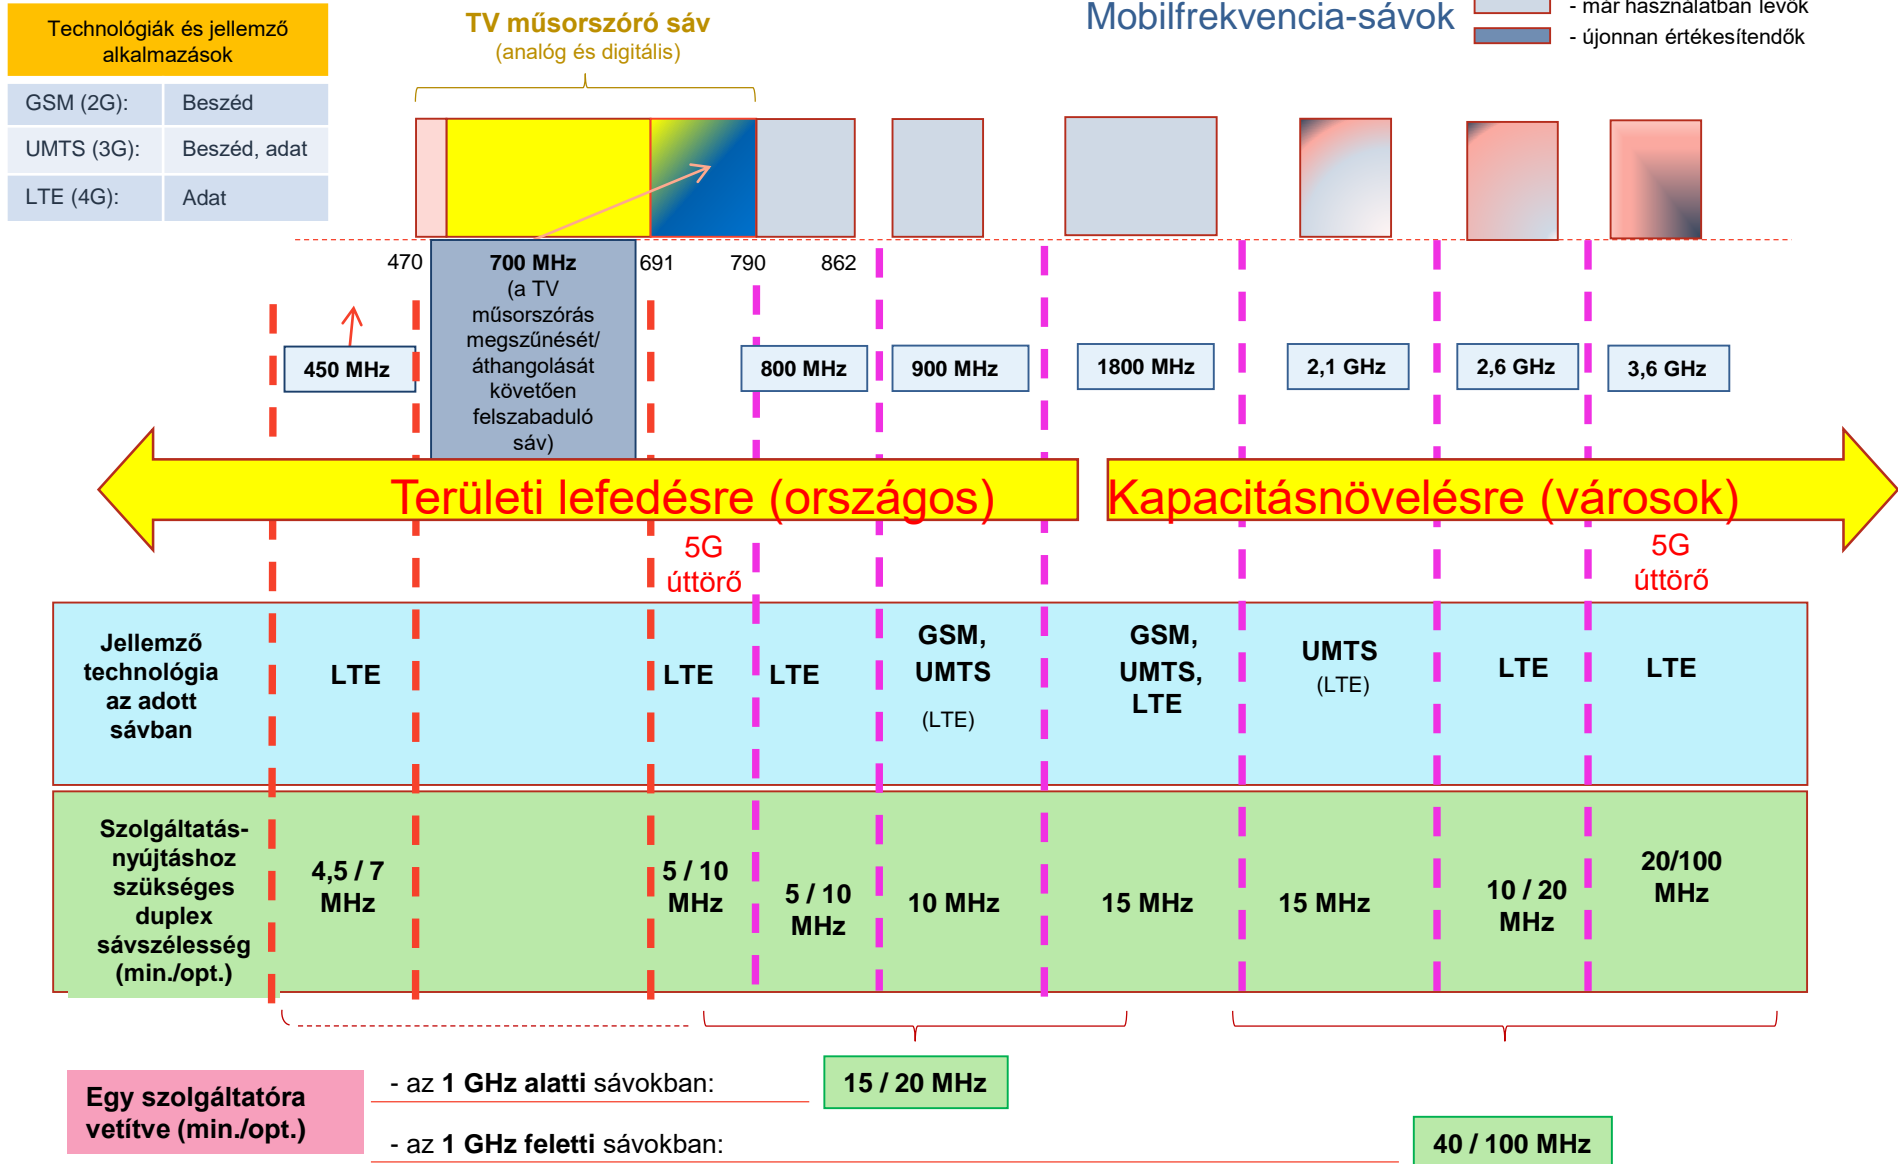 Mobilfrekvencia-sávok
- már használatban levők
- újonnan értékesítendők
Technológiák és jellemző
alkalmazások
GSM (2G): Beszéd
UMTS (3G): Beszéd, adat
LTE (4G): Adat
TV műsorszóró sáv
(analóg és digitális)
470
691
790
862
700 MHz
(a TV
műsorszórás
megszűnését/
áthangolását
követően
felszabaduló
sáv)
450 MHz
800 MHz
900 MHz
1800 MHz
2,1 GHz
2,6 GHz
3,6 GHz
Területi lefedésre (országos)
Kapacitásnövelésre (városok)
5G
úttörő
5G
úttörő
Jellemző
technológia
az adott
sávban
LTE
LTE
LTE
GSM,
UMTS
(LTE)
GSM,
UMTS,
LTE
UMTS
(LTE)
LTE
LTE
Szolgáltatás-
nyújtáshoz
szükséges
duplex
sávszélesség
(min./opt.)
4,5 / 7
MHz
5 / 10
MHz
5 / 10
MHz
10 MHz
15 MHz
15 MHz
10 / 20
MHz
20/100
MHz
Egy szolgáltatóra
vetítve (min./opt.)
- az 1 GHz alatti sávokban:
15 / 20 MHz
- az 1 GHz feletti sávokban:
40 / 100 MHz